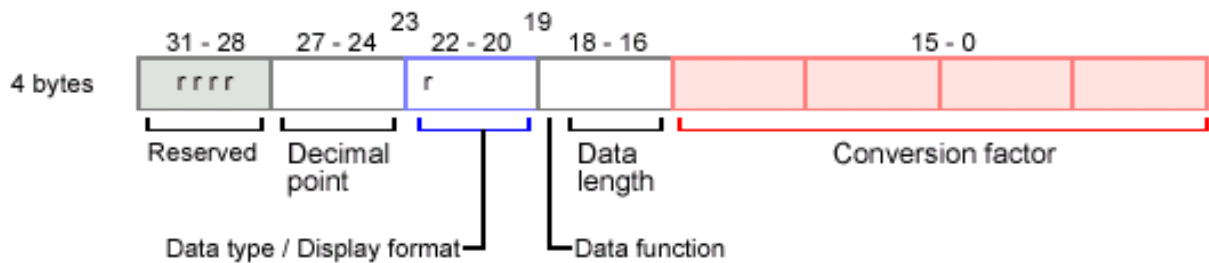 23 19
31 - 28 27 - 24 22 - 20 18 - 16 15 - 0
4 bytes r r r r r
Reserved Decimal point Data length Conversion factor
Data type / Display format Data function